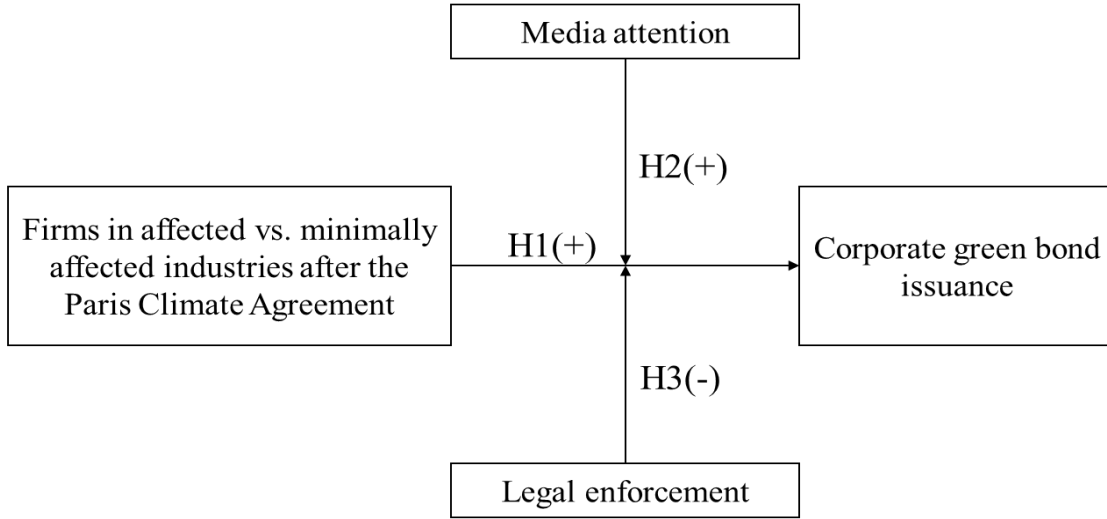 Media attention
H2(+)
Firms in affected vs. minimally
affected industries after the
Paris Climate Agreement
H1(+)
Corporate green bond
issuance
H3(-)
Legal enforcement